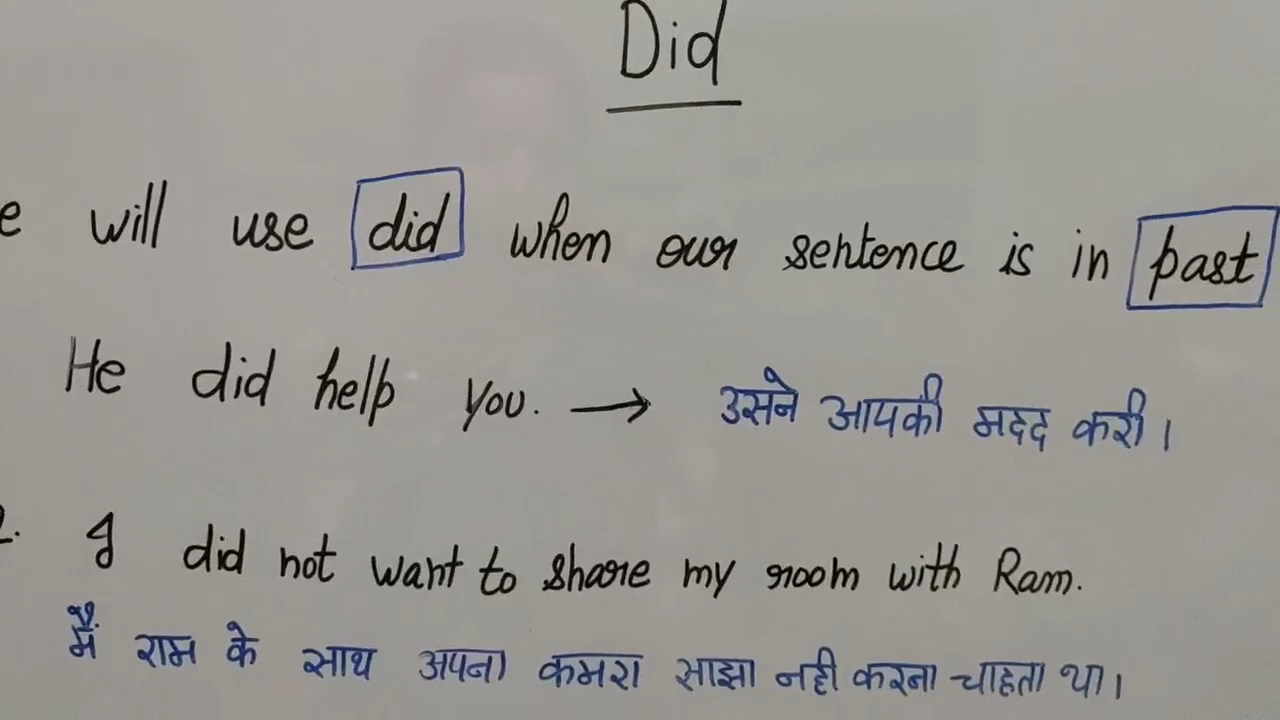 Did
e will use did when our sentence is in past
He did help you. → उसने आपकी मदद करी।
2. I did not want to share my room with Ram.
मैं राम के साथ अपना कमरा साझा नही करना चाहता था।